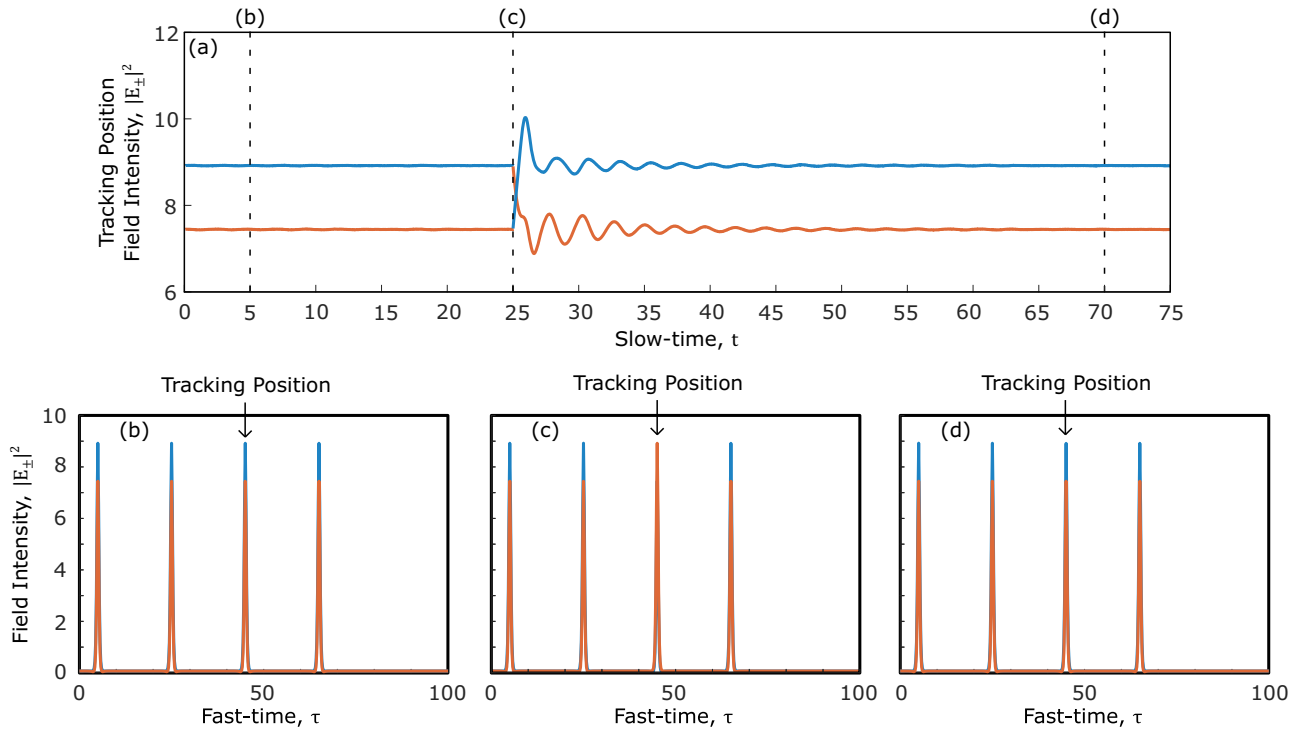 (b) (c) (d)
(a)
Tracking Position
Field Intensity, |E±|²
12
10
8
6
0 5 10 15 20 25 30 35 40 45 50 55 60 65 70 75
Slow-time, t
Tracking Position Tracking Position Tracking Position
(b) (c) (d)
Field Intensity, |E±|²
10
8
6
4
2
0
0 50 100 0 50 100 0 50 100
Fast-time, τ Fast-time, τ Fast-time, τ